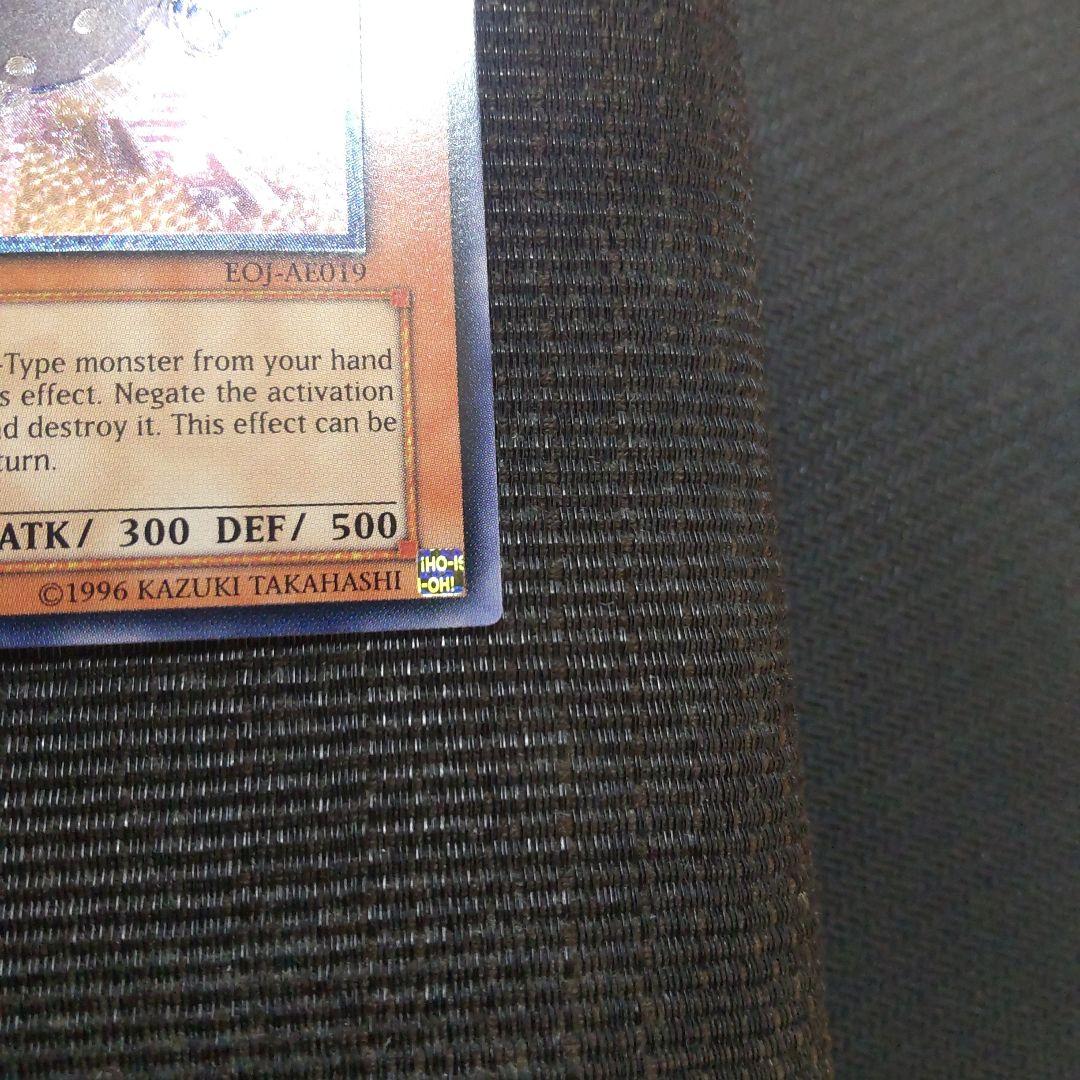 EOJ-AE019
-Type monster from your hand
s effect. Negate the activation
d destroy it. This effect can be
turn.
ATK/ 300 DEF/ 500
©1996 KAZUKI TAKAHASHI
-OH!